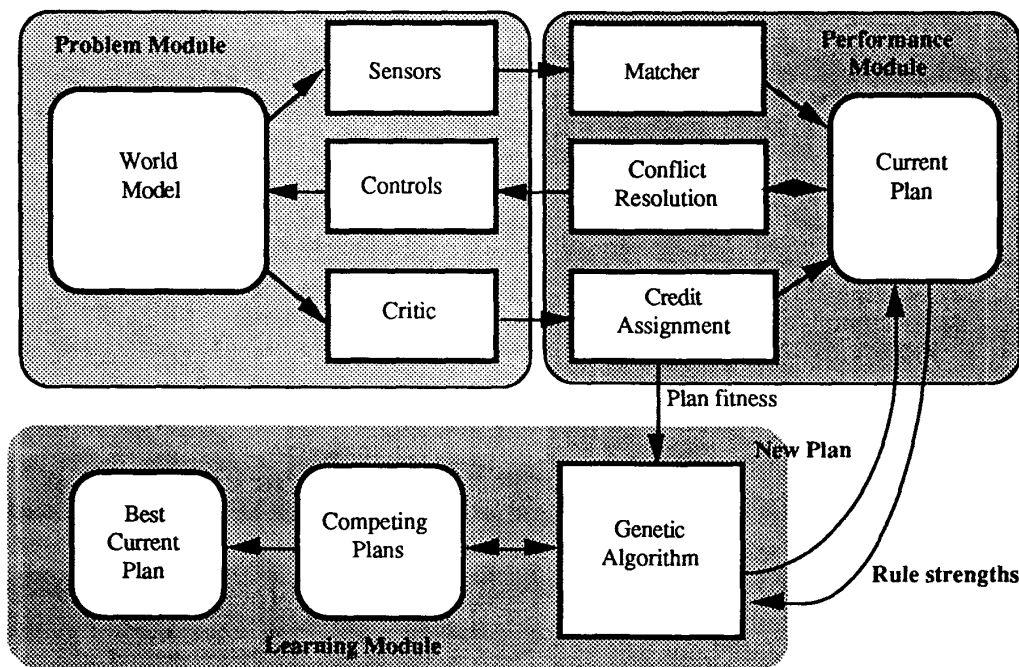 Problem Module
Performance
Module
Sensors
Matcher
World
Model
Controls
Conflict
Resolution
Current
Plan
Critic
Credit
Assignment
Plan fitness
New Plan
Best
Current
Plan
Competing
Plans
Genetic
Algorithm
Rule strengths
Learning Module